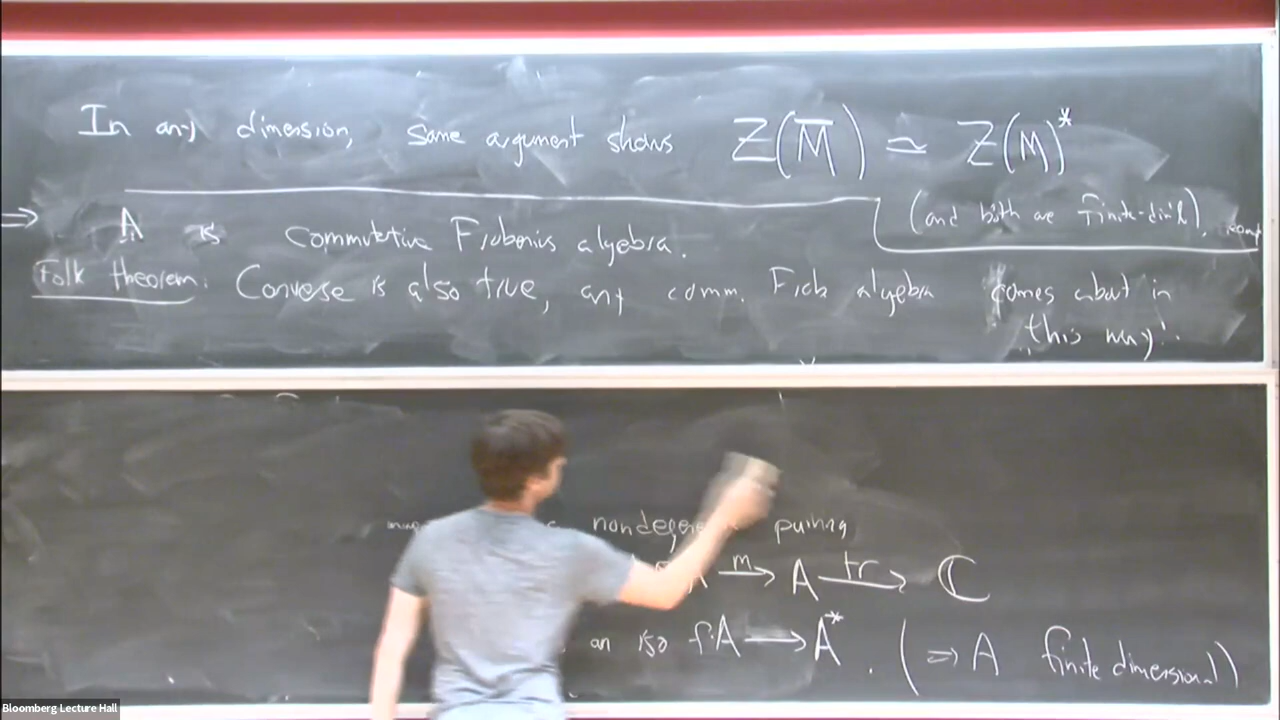 In any dimension, same argument shows Z(M̅) ≃ Z(M)*
(and both are finite-dim'l).
⇒ A is commutative Frobenius algebra.
Folk theorem: Converse is also true, any comm. Frob algebra comes about in
"this way".
nondege pairing
A —m→ A —tr→ ℂ
an iso f:A → A*. (⇒ A finite dimensional)
Bloomberg Lecture Hall